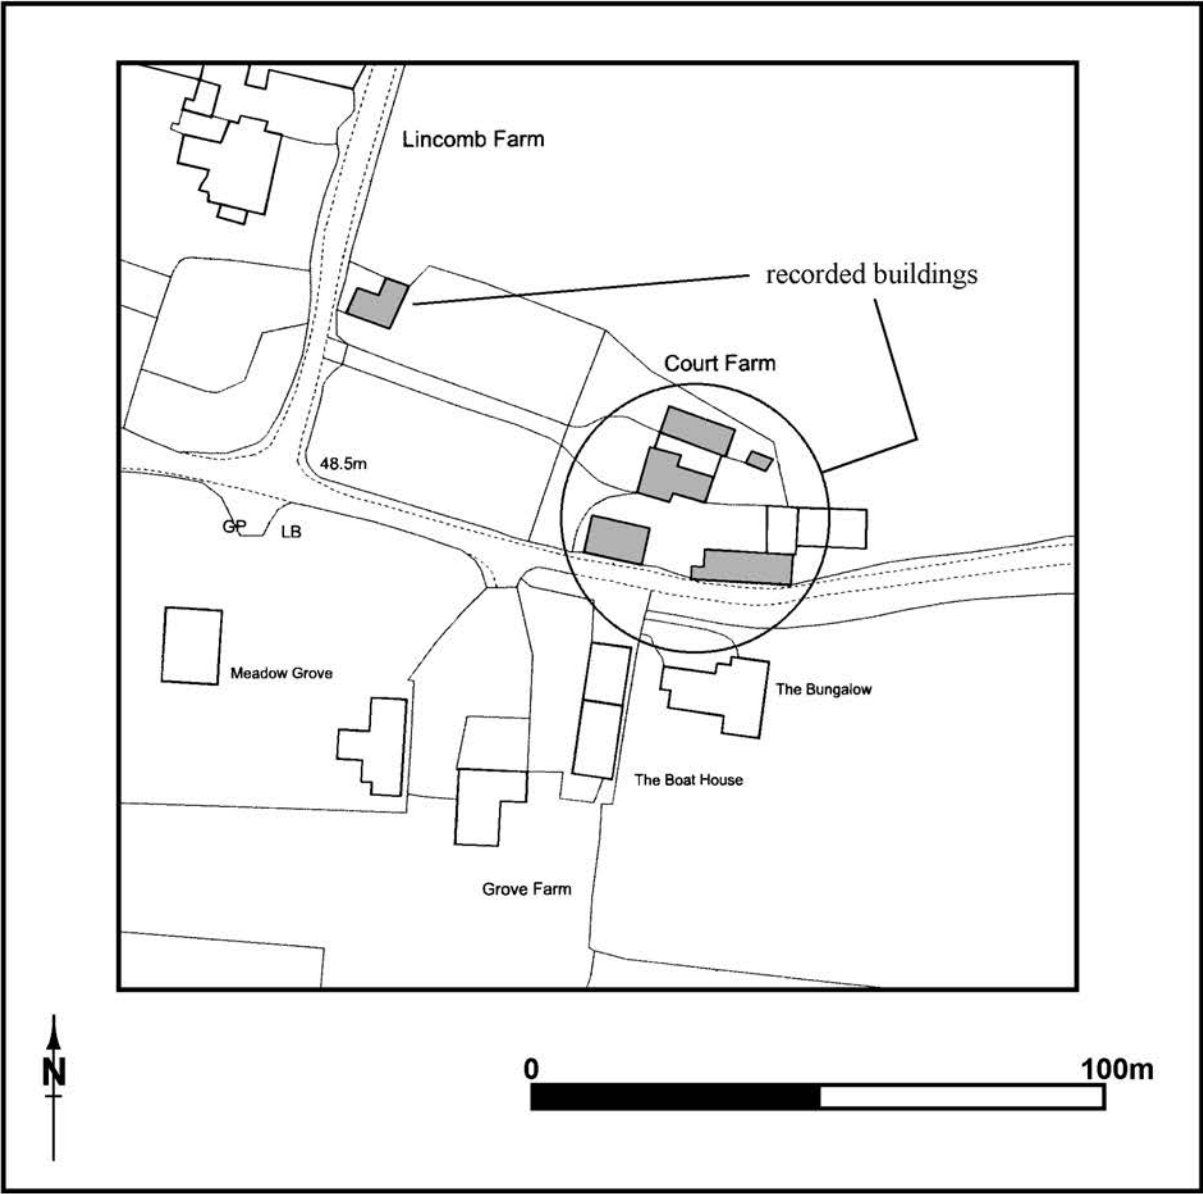 Lincomb Farm
recorded buildings
Court Farm
48.5m
GP
LB
Meadow Grove
The Bungalow
The Boat House
Grove Farm
N
0
100m